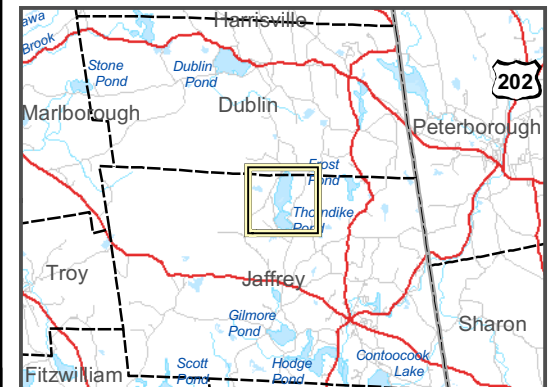 Harrisville
awa
Brook
Stone
Pond
Dublin
Pond
202
Dublin
Marlborough
Peterborough
Frost
Pond
Thorndike
Pond
Troy
Jaffrey
Gilmore
Pond
Sharon
Scott
Pond
Hodge
Pond
Contoocook
Lake
Fitzwilliam